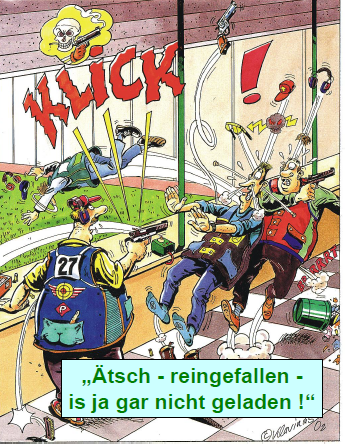 KLICK
!
27
P
„Ätsch - reingefallen -
is ja gar nicht geladen !“